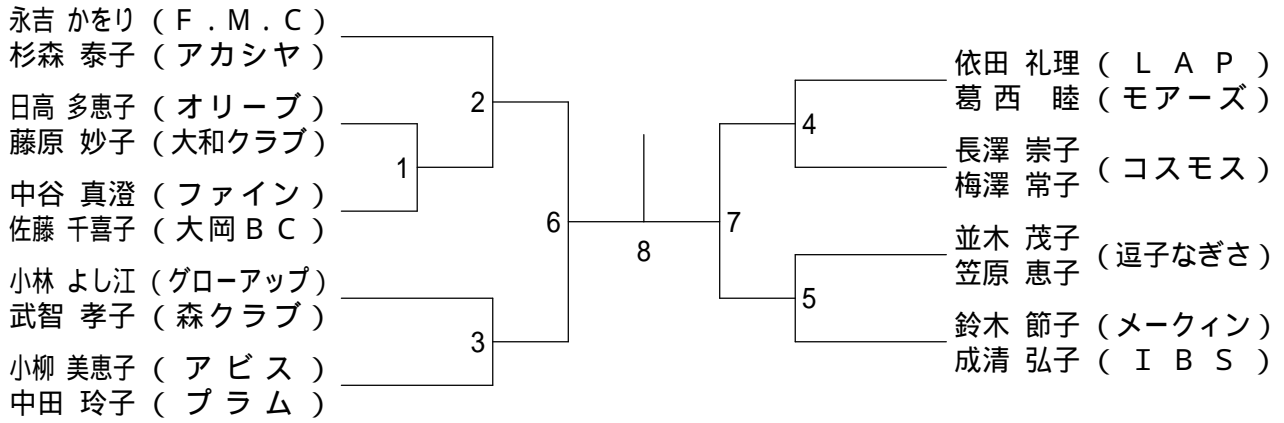 永吉 かをり ( F . M . C )
杉森 泰子 ( アカシヤ )
日高 多恵子 ( オリーブ )
藤原 妙子 ( 大和クラブ )
中谷 真澄 ( ファイン )
佐藤 千喜子 ( 大岡BC )
小林 よし江 ( グローアップ )
武智 孝子 ( 森クラブ )
小柳 美恵子 ( アビス )
中田 玲子 ( プラム )
1
2
3
6
8
7
4
5
依田 礼理 ( LAP )
葛西 睦 ( モアーズ )
長澤 崇子
梅澤 常子
( コスモス )
並木 茂子
笠原 恵子
( 逗子なぎさ )
鈴木 節子 ( メークィン )
成清 弘子 ( IBS )